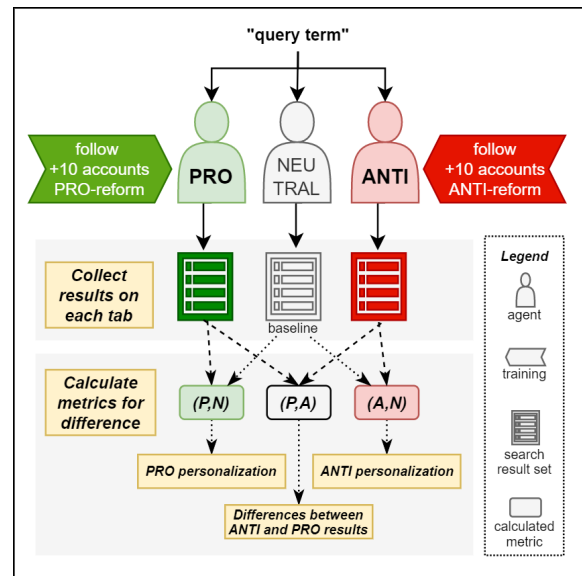 "query term"
follow
+10 accounts
PRO-reform
PRO
NEU
TRAL
ANTI
follow
+10 accounts
ANTI-reform
Collect
results on
each tab
baseline
Calculate
metrics for
difference
(P,N)
(P,A)
(A,N)
PRO personalization
ANTI personalization
Differences between
ANTI and PRO results
Legend
agent
training
search
result set
calculated
metric